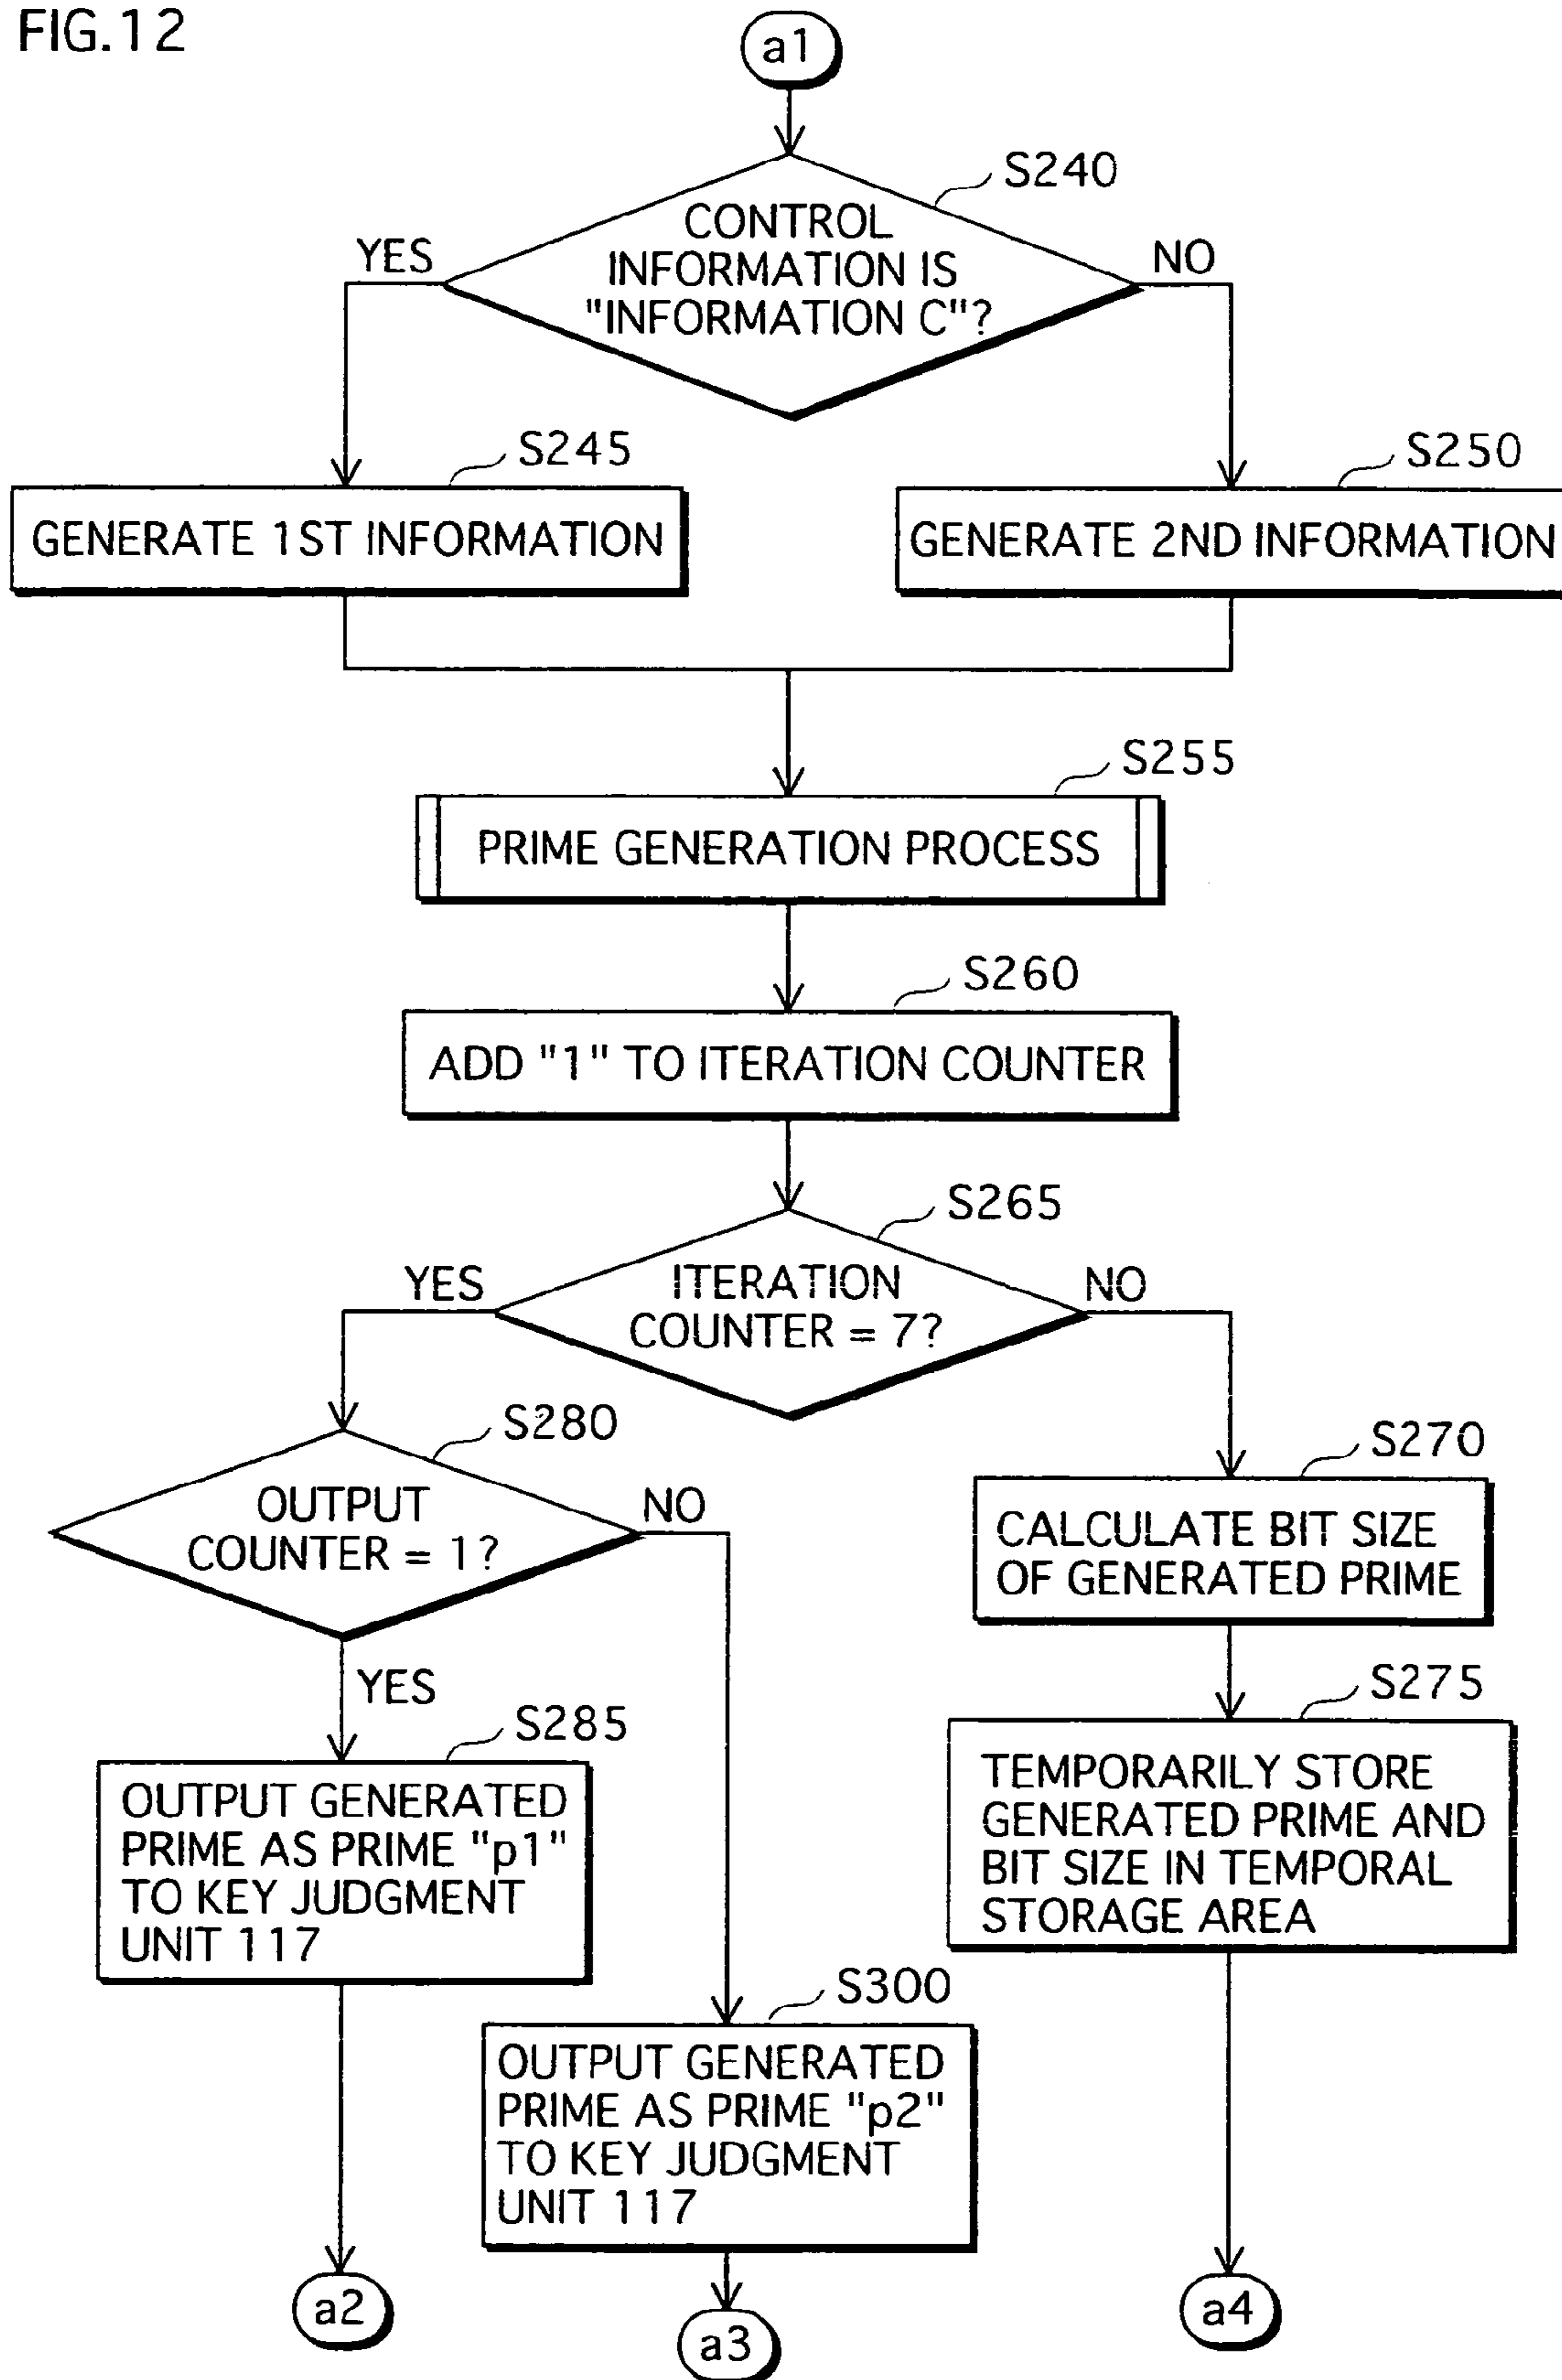 FIG.12
a1
S240
CONTROL
INFORMATION IS
"INFORMATION C"?
YES
NO
S245
GENERATE 1ST INFORMATION
S250
GENERATE 2ND INFORMATION
S255
PRIME GENERATION PROCESS
S260
ADD "1" TO ITERATION COUNTER
S265
ITERATION
COUNTER = 7?
YES
NO
S280
OUTPUT
COUNTER = 1?
NO
YES
S270
CALCULATE BIT SIZE
OF GENERATED PRIME
S275
TEMPORARILY STORE
GENERATED PRIME AND
BIT SIZE IN TEMPORAL
STORAGE AREA
S285
OUTPUT GENERATED
PRIME AS PRIME "p1"
TO KEY JUDGMENT
UNIT 117
S300
OUTPUT GENERATED
PRIME AS PRIME "p2"
TO KEY JUDGMENT
UNIT 117
a2
a3
a4